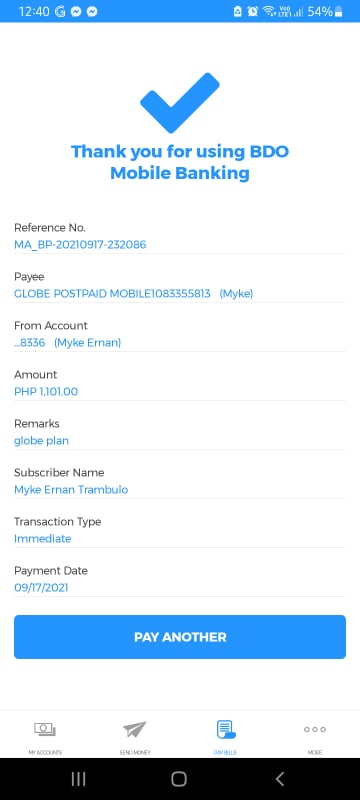 12:40
54%
Thank you for using BDO
Mobile Banking
Reference No.
MA_BP-20210917-232086
Payee
GLOBE POSTPAID MOBILE1083355813 (Myke)
From Account
...8336 (Myke Ernan)
Amount
PHP 1,101.00
Remarks
globe plan
Subscriber Name
Myke Ernan Trambulo
Transaction Type
Immediate
Payment Date
09/17/2021
PAY ANOTHER
MY ACCOUNTS
SEND MONEY
PAY BILLS
MORE